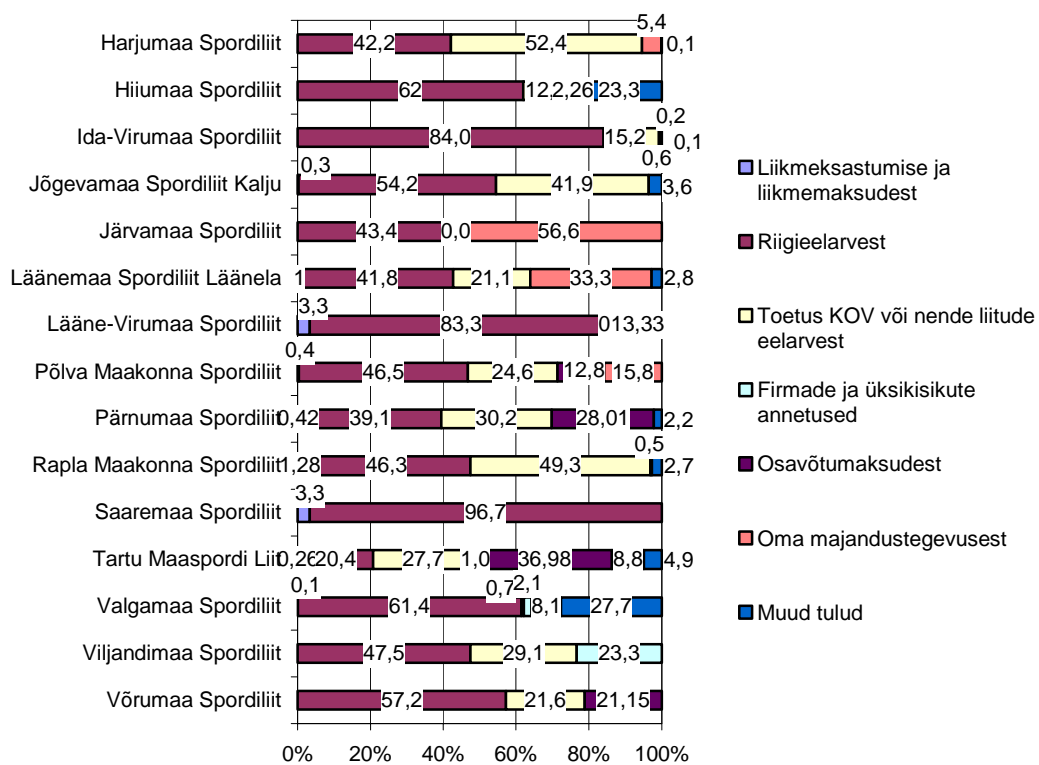 5,4
Harjumaa Spordiliit 42,2 52,4 0,1
Hiiumaa Spordiliit 62 12,2,26 23,3
0,2
Ida-Virumaa Spordiliit 84,0 15,2 0,1
0,3 0,6
Jõgevamaa Spordiliit Kalju 54,2 41,9 3,6
Järvamaa Spordiliit 43,4 0,0 56,6
Läänemaa Spordiliit Läänela 1 41,8 21,1 33,3 2,8
3,3
Lääne-Virumaa Spordiliit 83,3 013,33
0,4
Põlva Maakonna Spordiliit 46,5 24,6 12,8 15,8
Pärnumaa Spordiliit 0,42 39,1 30,2 28,01 2,2
0,5
Rapla Maakonna Spordiliit 1,28 46,3 49,3 2,7
3,3
Saaremaa Spordiliit 96,7
Tartu Maaspordi Liit 0,26 20,4 27,7 1,0 36,98 8,8 4,9
0,1 0,7 2,1
Valgamaa Spordiliit 61,4 8,1 27,7
Viljandimaa Spordiliit 47,5 29,1 23,3
Võrumaa Spordiliit 57,2 21,6 21,15
0% 20% 40% 60% 80% 100%
Liikmeksastumise ja
liikmemaksudest
Riigieelarvest
Toetus KOV või nende liitude
eelarvest
Firmade ja üksikisikute
annetused
Osavõtumaksudest
Oma majandustegevusest
Muud tulud